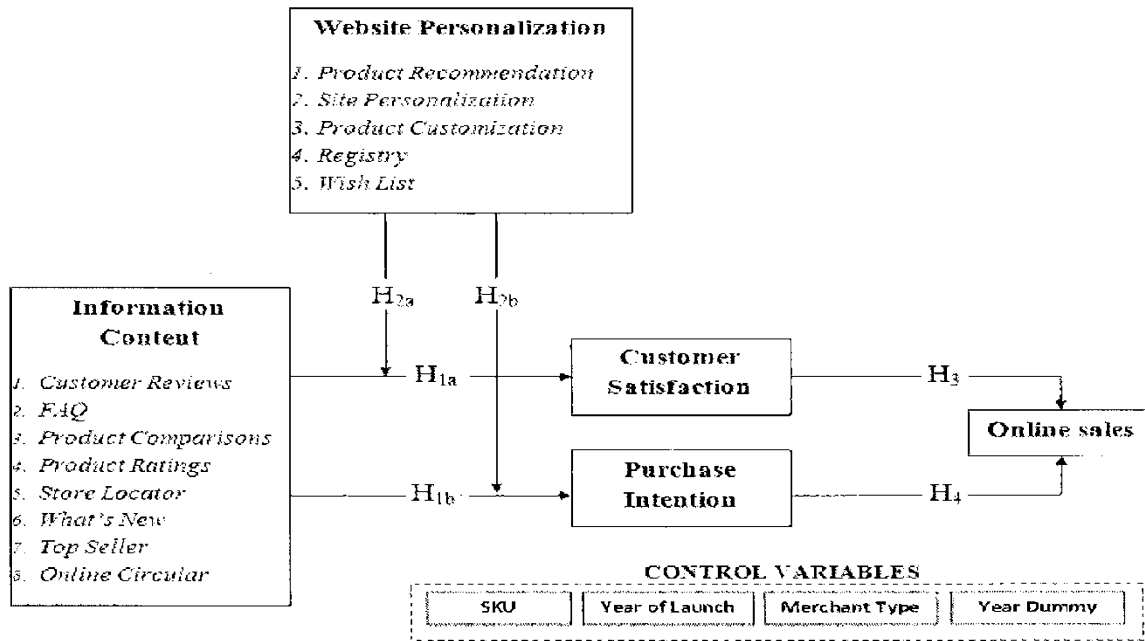 Website Personalization
1. Product Recommendation
2. Site Personalization
3. Product Customization
4. Registry
5. Wish List
H2a
H2b
Information
Content
1. Customer Reviews
2. FAQ
3. Product Comparisons
4. Product Ratings
5. Store Locator
6. What's New
7. Top Seller
8. Online Circular
H1a
H1b
Customer
Satisfaction
Purchase
Intention
H3
H4
Online sales
CONTROL VARIABLES
SKU
Year of Launch
Merchant Type
Year Dummy